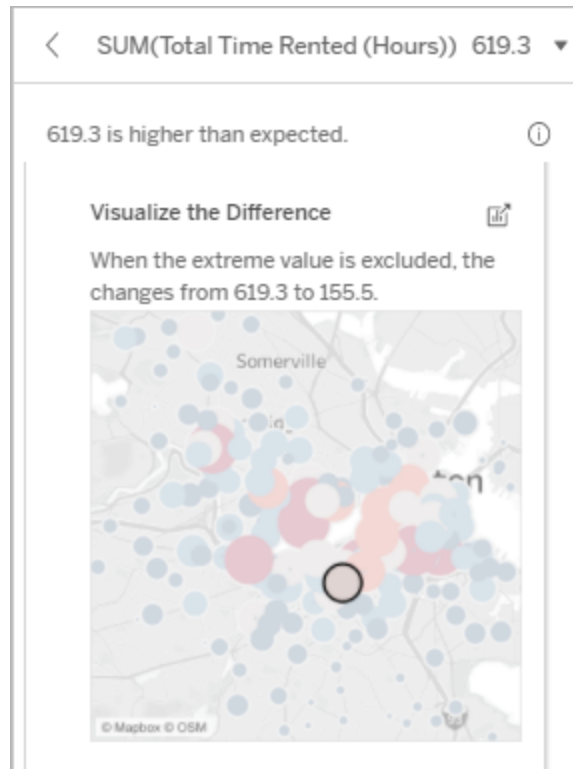 SUM(Total Time Rented (Hours)) 619.3
619.3 is higher than expected.
Visualize the Difference
When the extreme value is excluded, the
changes from 619.3 to 155.5.
Somerville
ton
© Mapbox © OSM